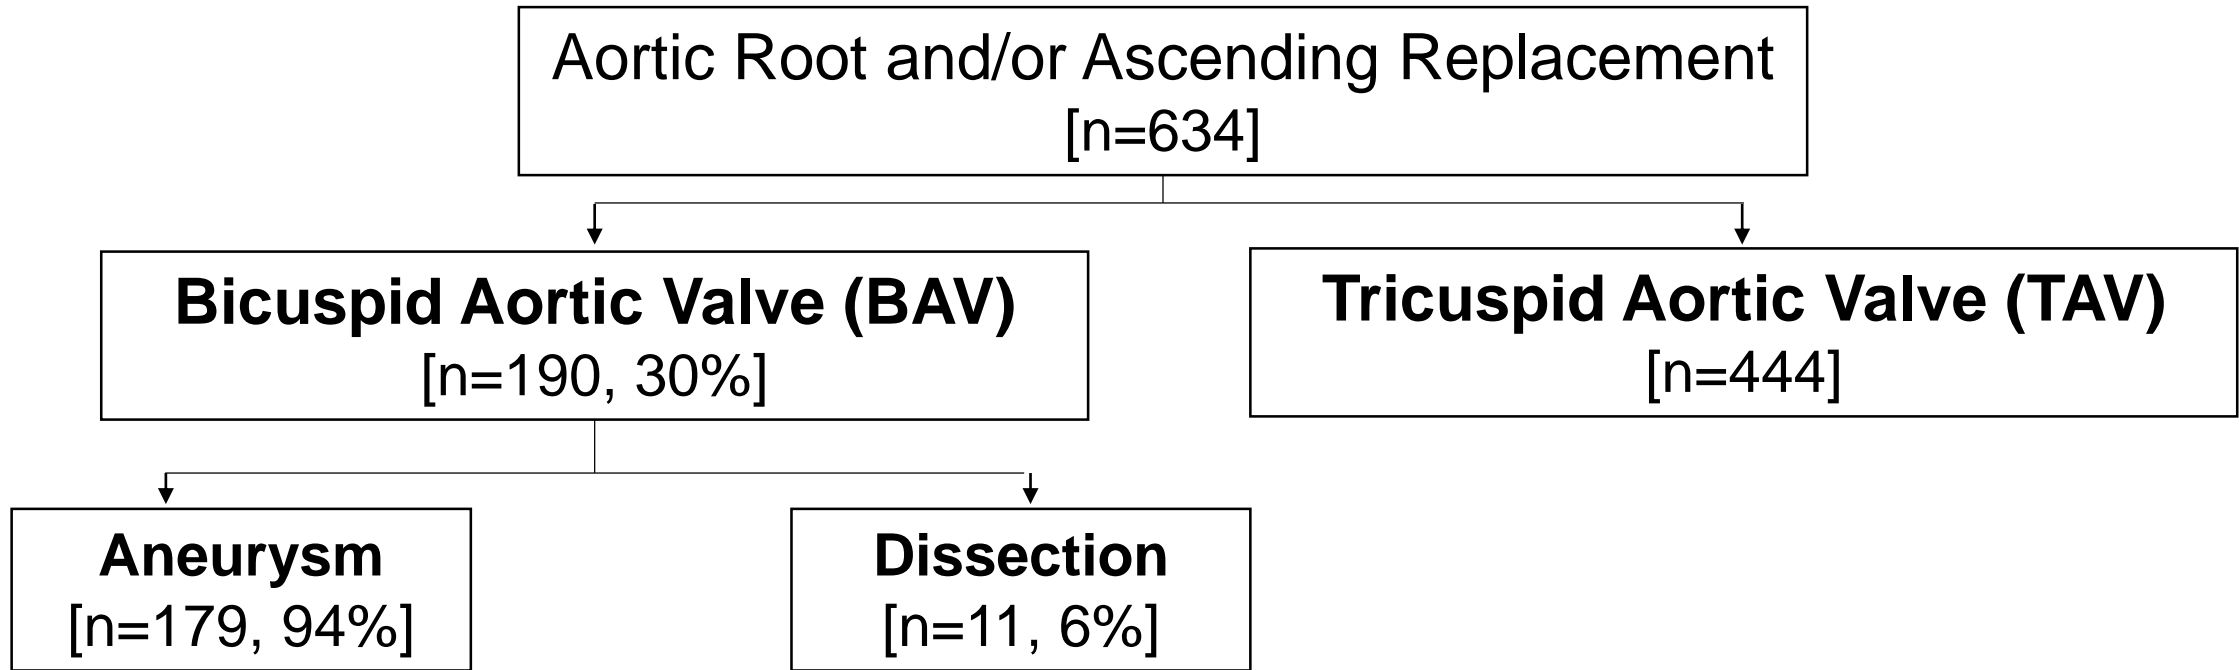 Aortic Root and/or Ascending Replacement
[n=634]
Bicuspid Aortic Valve (BAV)
[n=190, 30%]
Tricuspid Aortic Valve (TAV)
[n=444]
Aneurysm
[n=179, 94%]
Dissection
[n=11, 6%]